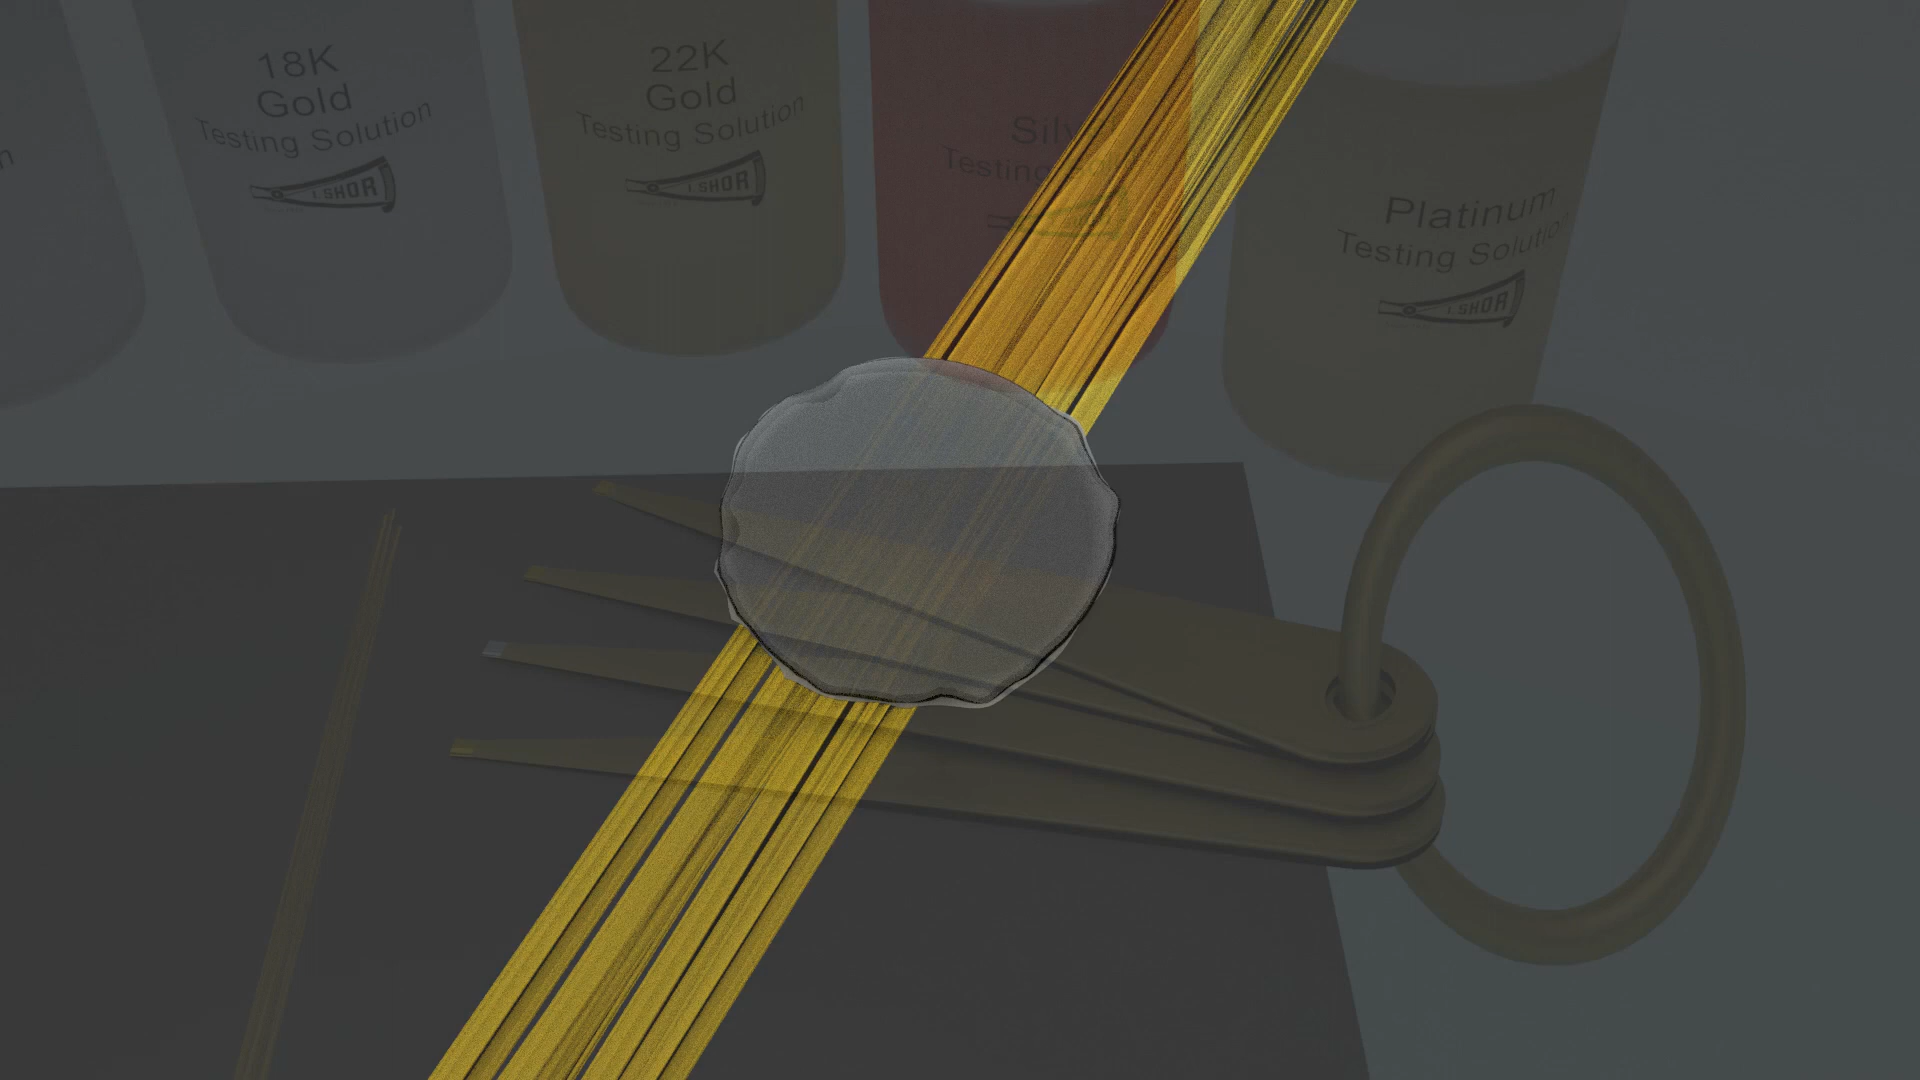 18K
Gold
Testing Solution
I.SHOR
22K
Gold
Testing Solution
I.SHOR
Testing
Platinum
Testing Solution
I.SHOR